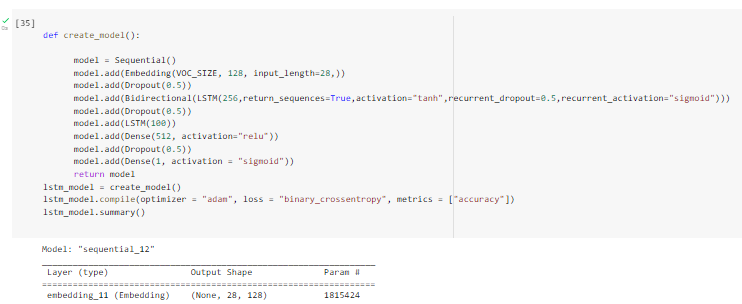 [35]
def create_model():
model = Sequential()
model.add(Embedding(VOC_SIZE, 128, input_length=28,))
model.add(Dropout(0.5))
model.add(Bidirectional(LSTM(256,return_sequences=True,activation="tanh",recurrent_dropout=0.5,recurrent_activation="sigmoid")))
model.add(Dropout(0.5))
model.add(LSTM(100))
model.add(Dense(512, activation="relu"))
model.add(Dropout(0.5))
model.add(Dense(1, activation = "sigmoid"))
return model
lstm_model = create_model()
lstm_model.compile(optimizer = "adam", loss = "binary_crossentropy", metrics = ["accuracy"])
lstm_model.summary()
Model: "sequential_12"
Layer (type) Output Shape Param #
=================================================================
embedding_11 (Embedding) (None, 28, 128) 1815424